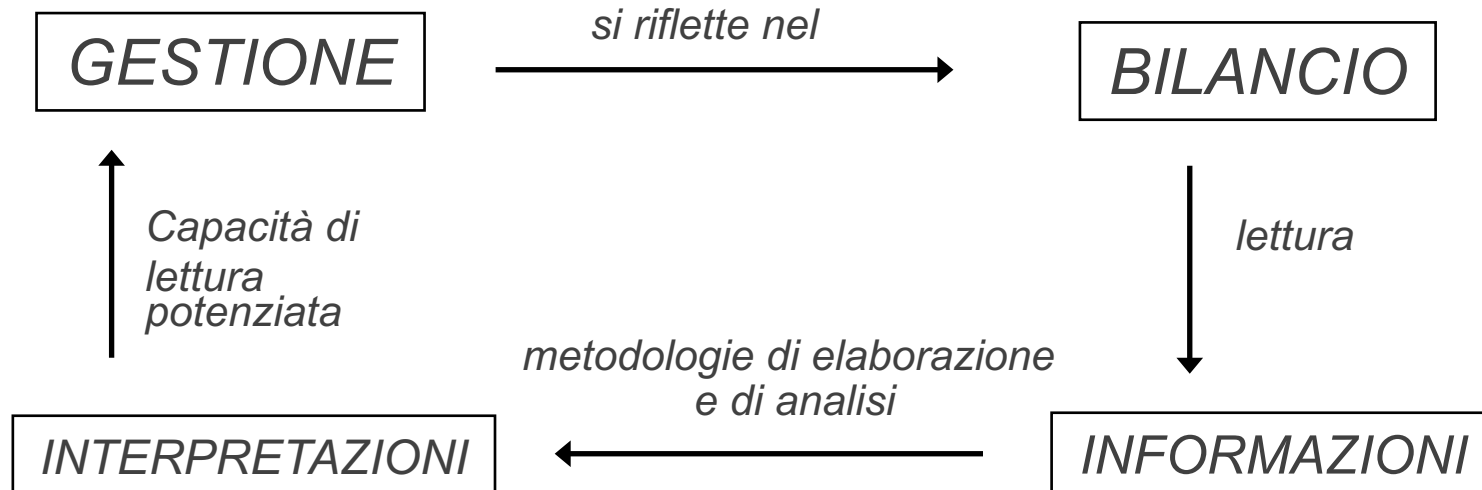 si riflette nel
GESTIONE
BILANCIO
Capacità di
lettura
potenziata
lettura
metodologie di elaborazione
e di analisi
INTERPRETAZIONI
INFORMAZIONI